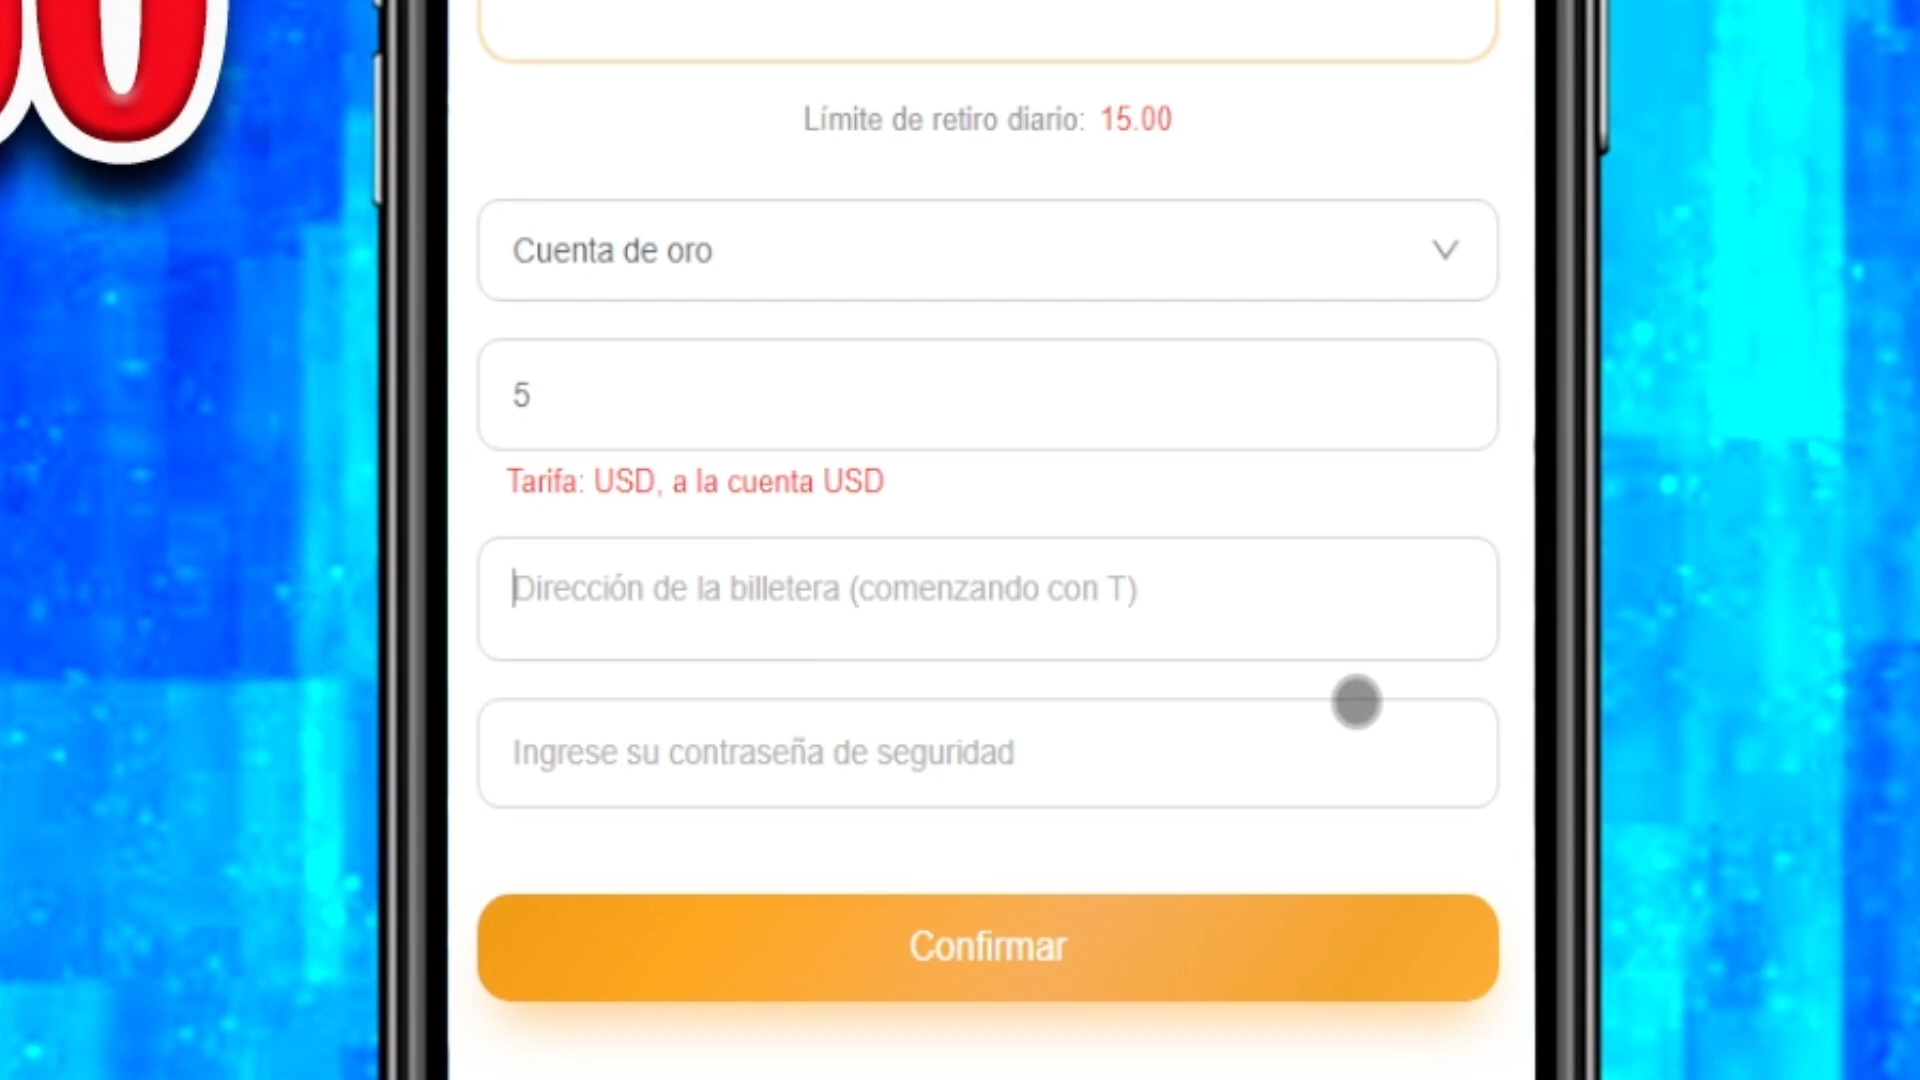 Límite de retiro diario: 15.00
Cuenta de oro
5
Tarifa: USD, a la cuenta USD
Dirección de la billetera (comenzando con T)
Ingrese su contraseña de seguridad
Confirmar